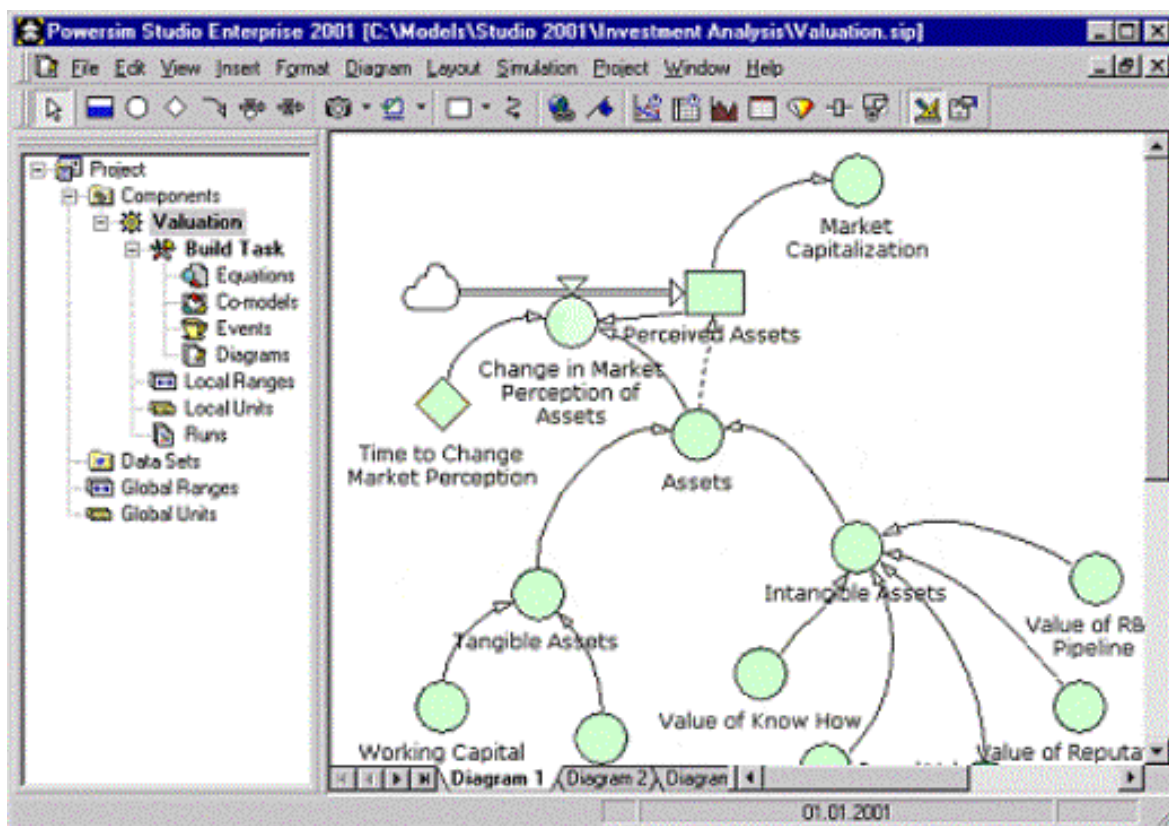 Powersim Studio Enterprise 2001 [C:\Models\Studio 2001\Investment Analysis\Valuation.sip]
File Edit View Insert Format Diagram Layout Simulation Project Window Help
Project
Components
Valuation
Build Task
Equations
Co-models
Events
Diagrams
Local Ranges
Local Units
Runs
Data Sets
Global Ranges
Global Units
Market
Capitalization
Perceived Assets
Change in Market
Perception of
Assets
Time to Change
Market Perception
Assets
Intangible Assets
Tangible Assets
Value of R&
Pipeline
Value of Know How
Working Capital
Value of Reputa
Diagram 1 Diagram 2 Diagram
01.01.2001